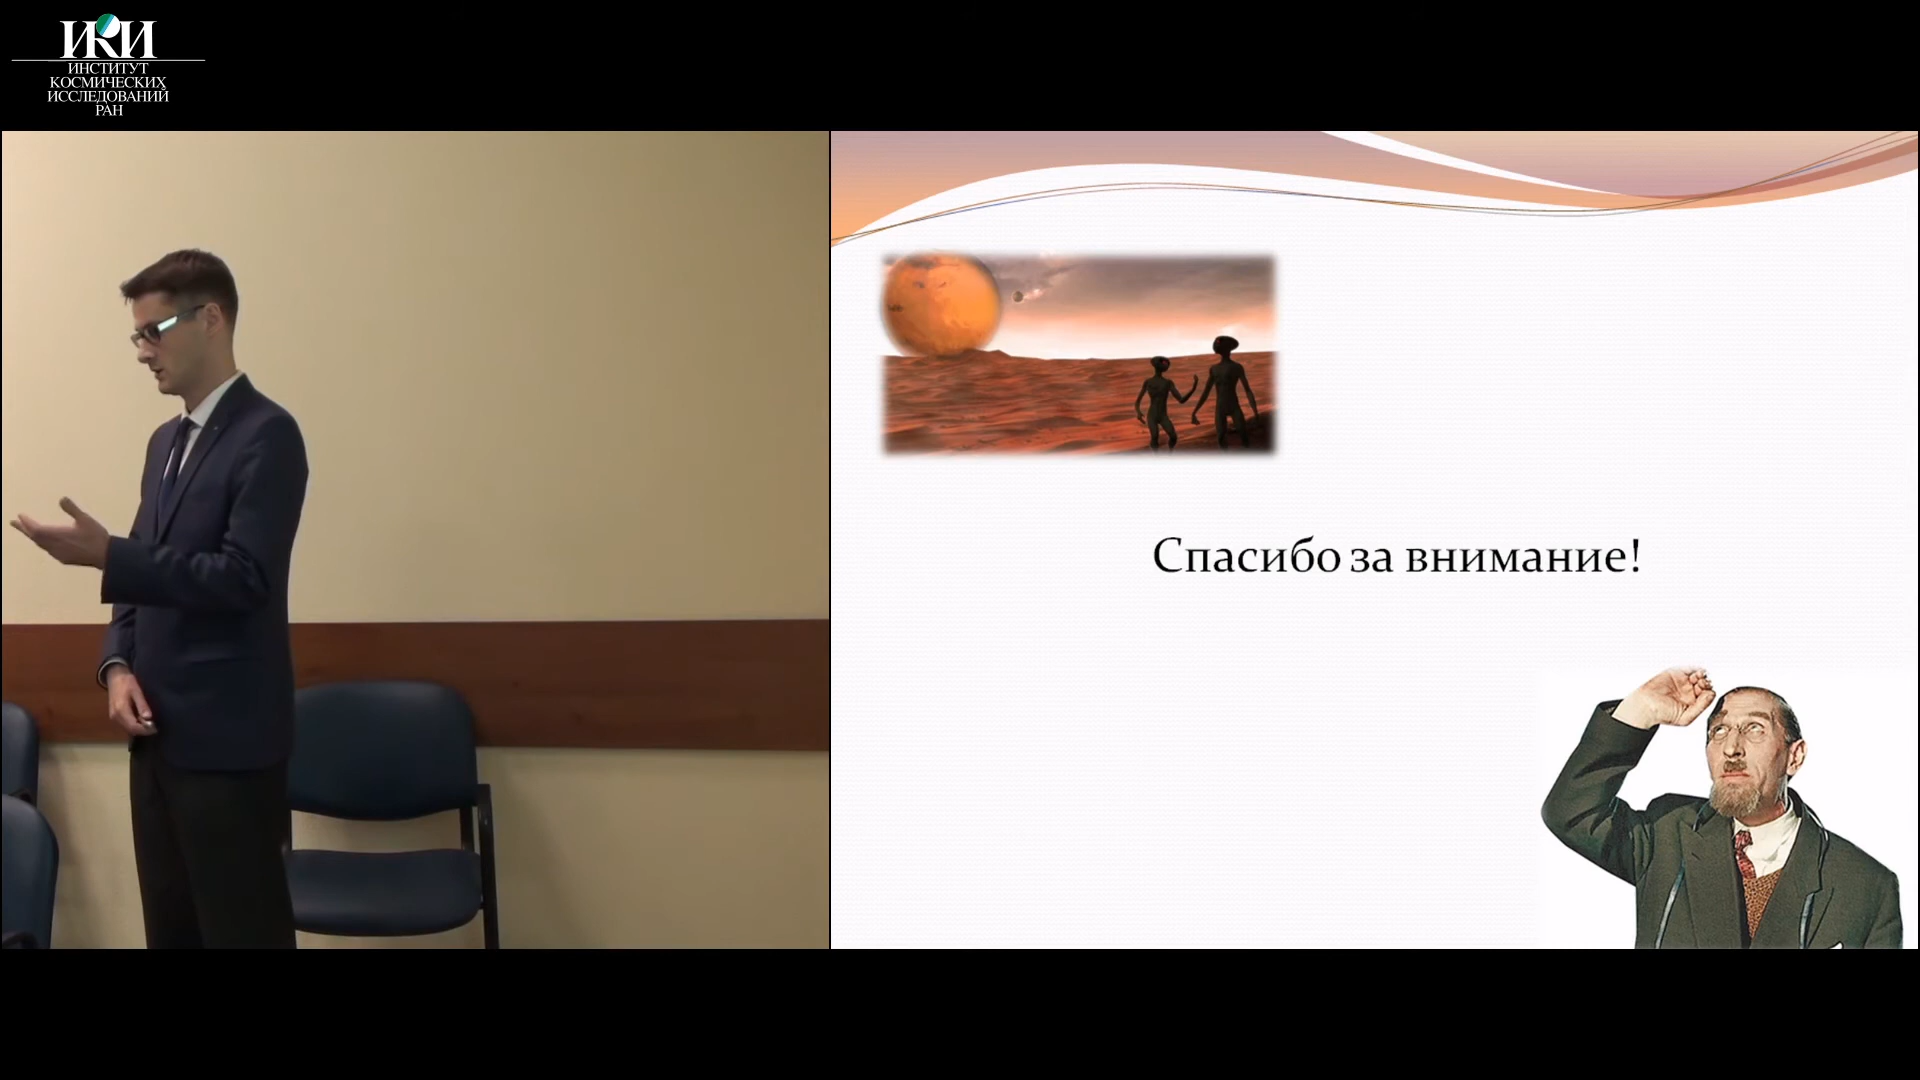 ИКИ
ИНСТИТУТ
КОСМИЧЕСКИХ
ИССЛЕДОВАНИЙ
РАН
Спасибо за внимание!